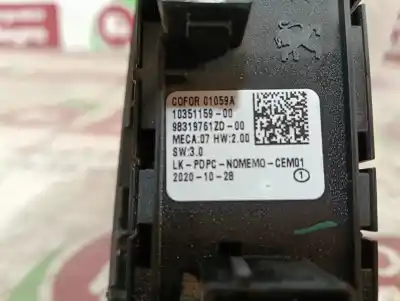 COFOR 01059A
10351159-00
98319761ZD-00
MECA:07 HW:2.00
SW:3.0
LK-PDPC-NOMEMO-CEM01
2020-10-28
1